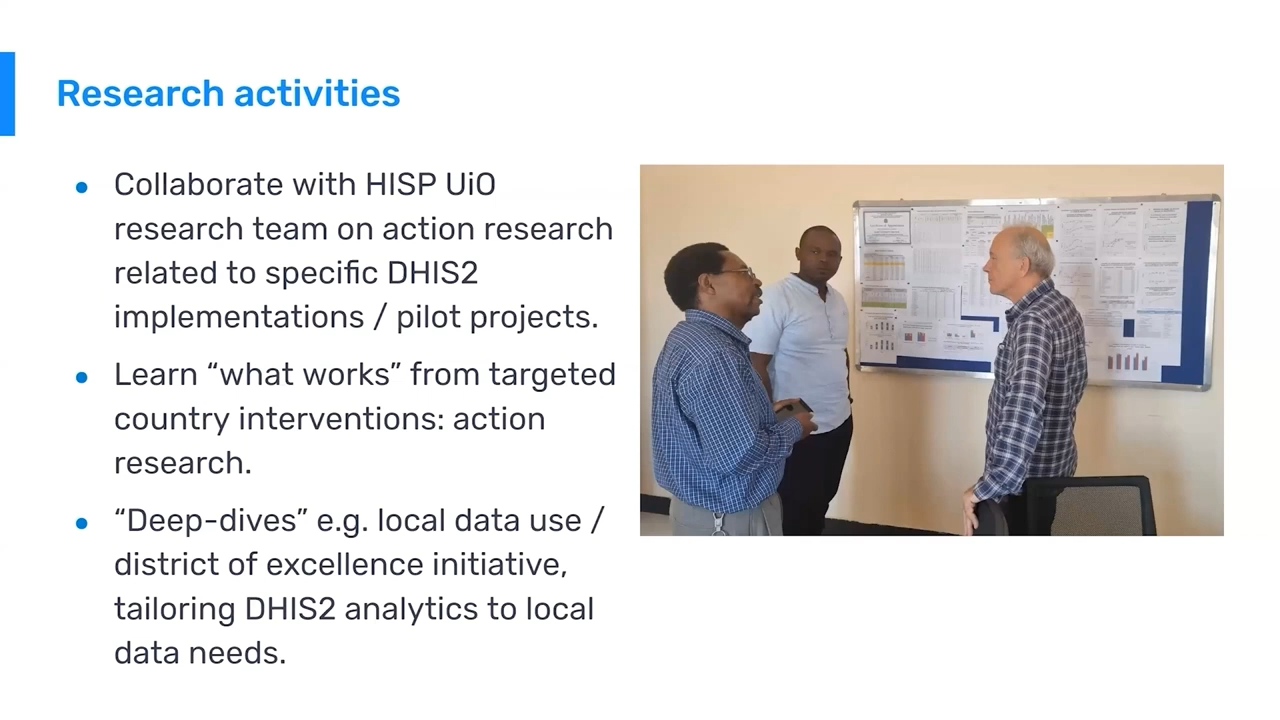 Research activities
• Collaborate with HISP UiO
research team on action research
related to specific DHIS2
implementations / pilot projects.
• Learn “what works” from targeted
country interventions: action
research.
• “Deep-dives” e.g. local data use /
district of excellence initiative,
tailoring DHIS2 analytics to local
data needs.